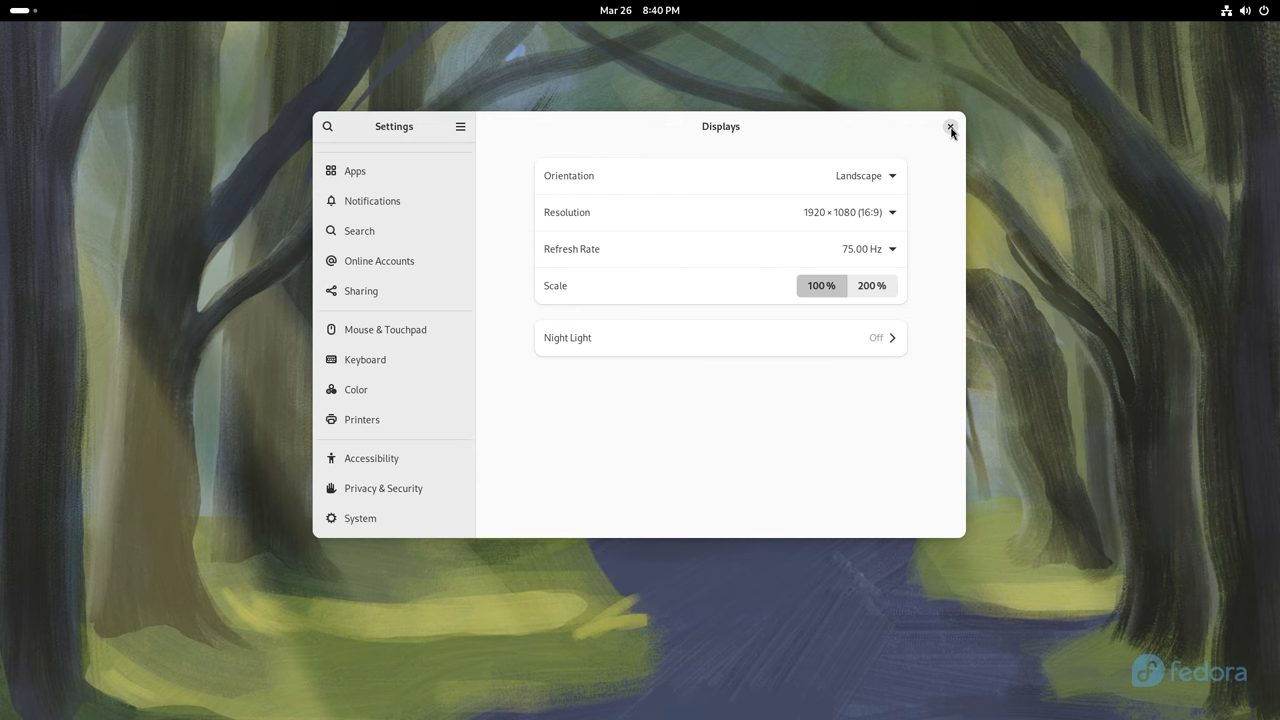 Mar 26 8:40 PM
Settings
Displays
Apps
Notifications
Search
Online Accounts
Sharing
Mouse & Touchpad
Keyboard
Color
Printers
Accessibility
Privacy & Security
System
Orientation Landscape
Resolution 1920 × 1080 (16:9)
Refresh Rate 75.00 Hz
Scale 100 % 200 %
Night Light Off
fedora